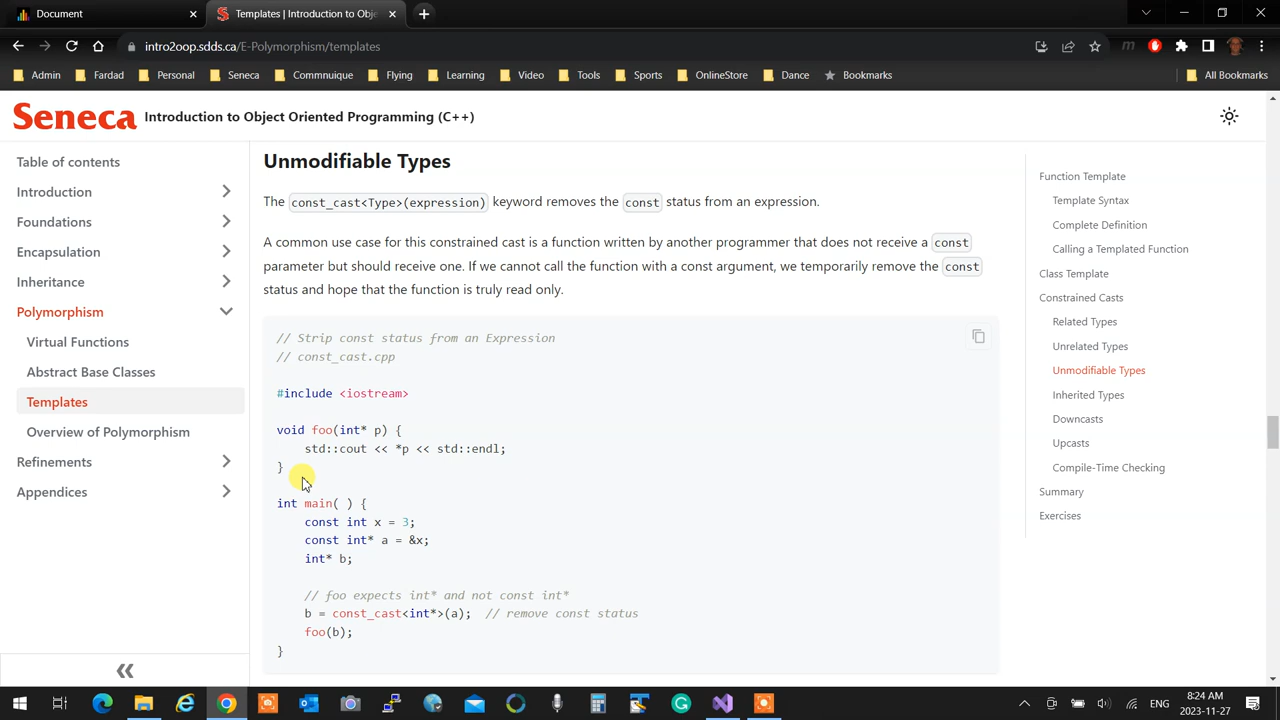 Document
Templates | Introduction to Obje
intro2oop.sdds.ca/E-Polymorphism/templates
Admin
Fardad
Personal
Seneca
Commnuique
Flying
Learning
Video
Tools
Sports
OnlineStore
Dance
Bookmarks
All Bookmarks
Seneca Introduction to Object Oriented Programming (C++)
Table of contents
Introduction
Foundations
Encapsulation
Inheritance
Polymorphism
Virtual Functions
Abstract Base Classes
Templates
Overview of Polymorphism
Refinements
Appendices
Unmodifiable Types
The const_cast<Type>(expression) keyword removes the const status from an expression.
A common use case for this constrained cast is a function written by another programmer that does not receive a const
parameter but should receive one. If we cannot call the function with a const argument, we temporarily remove the const
status and hope that the function is truly read only.
// Strip const status from an Expression
// const_cast.cpp
#include <iostream>
void foo(int* p) {
std::cout << *p << std::endl;
}
int main( ) {
const int x = 3;
const int* a = &x;
int* b;
// foo expects int* and not const int*
b = const_cast<int*>(a); // remove const status
foo(b);
}
Function Template
Template Syntax
Complete Definition
Calling a Templated Function
Class Template
Constrained Casts
Related Types
Unrelated Types
Unmodifiable Types
Inherited Types
Downcasts
Upcasts
Compile-Time Checking
Summary
Exercises
ENG
8:24 AM
2023-11-27